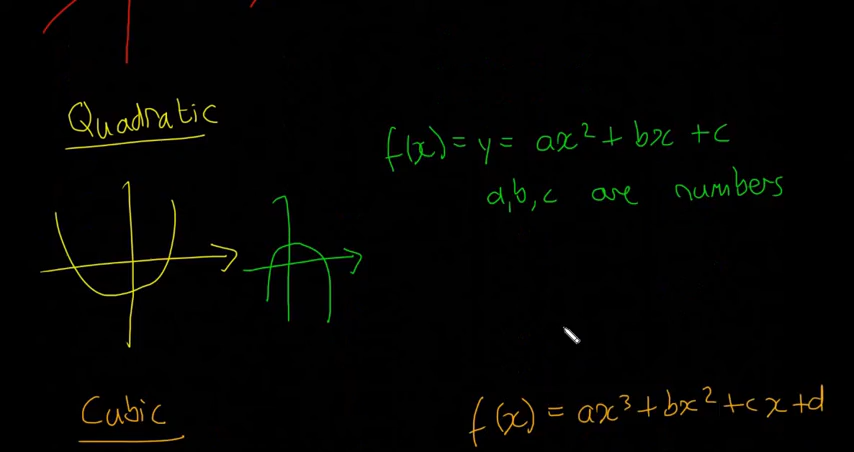 Quadratic
f(x) = y = ax² + bx + c
a,b,c are numbers
Cubic
f(x) = ax³ + bx² + cx + d